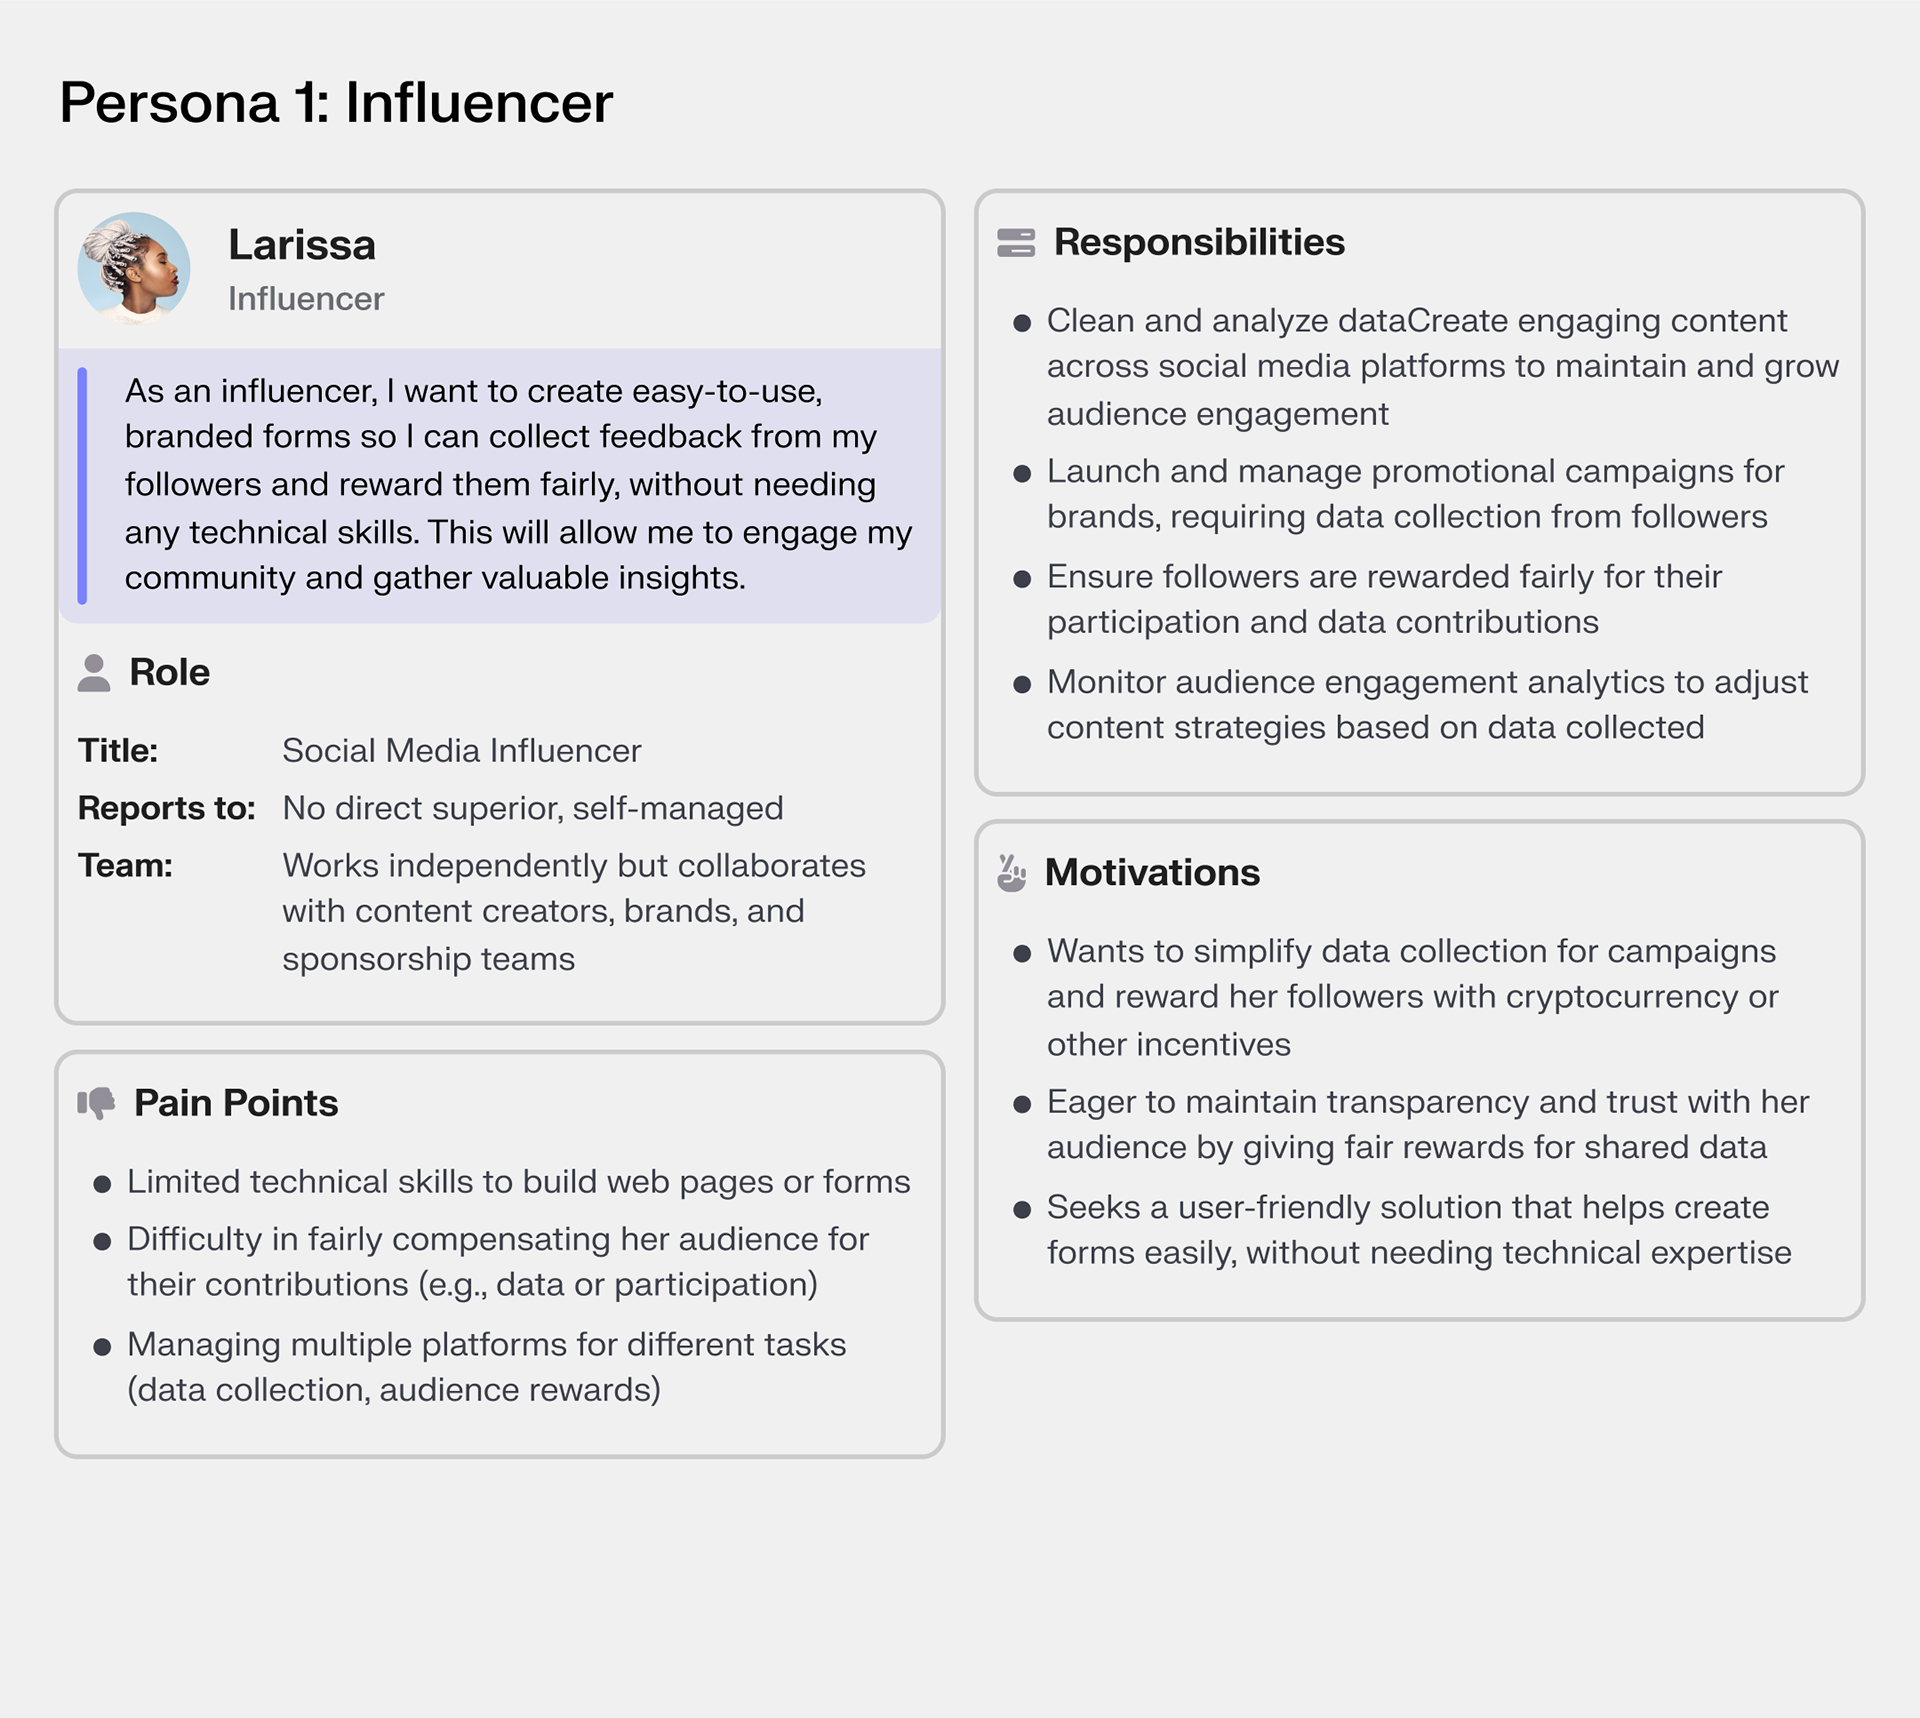 Persona 1: Influencer
Larissa
Influencer
As an influencer, I want to create easy-to-use,
branded forms so I can collect feedback from my
followers and reward them fairly, without needing
any technical skills. This will allow me to engage my
community and gather valuable insights.
Role
Title: Social Media Influencer
Reports to: No direct superior, self-managed
Team: Works independently but collaborates
with content creators, brands, and
sponsorship teams
Pain Points
● Limited technical skills to build web pages or forms
● Difficulty in fairly compensating her audience for
their contributions (e.g., data or participation)
● Managing multiple platforms for different tasks
(data collection, audience rewards)
Responsibilities
● Clean and analyze dataCreate engaging content
across social media platforms to maintain and grow
audience engagement
● Launch and manage promotional campaigns for
brands, requiring data collection from followers
● Ensure followers are rewarded fairly for their
participation and data contributions
● Monitor audience engagement analytics to adjust
content strategies based on data collected
Motivations
● Wants to simplify data collection for campaigns
and reward her followers with cryptocurrency or
other incentives
● Eager to maintain transparency and trust with her
audience by giving fair rewards for shared data
● Seeks a user-friendly solution that helps create
forms easily, without needing technical expertise